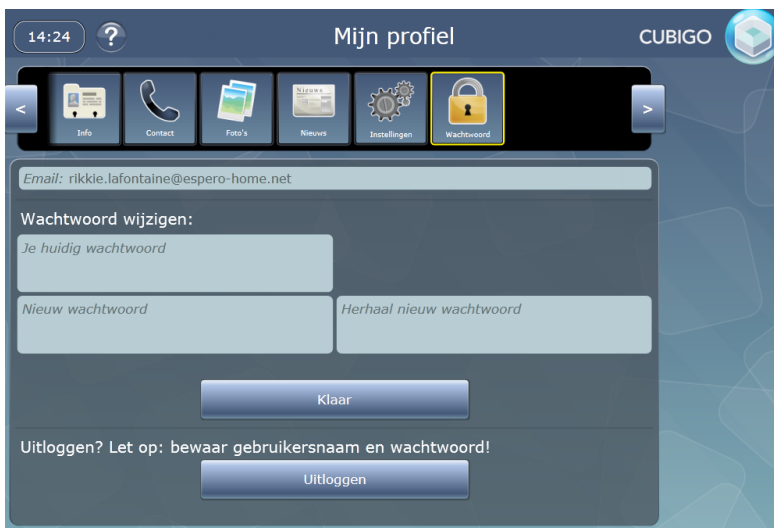 14:24 ? Mijn profiel CUBIGO
< Info Contact Foto's Nieuws Instellingen Wachtwoord >
Nieuws
Email: rikkie.lafontaine@espero-home.net
Wachtwoord wijzigen:
Je huidig wachtwoord
Nieuw wachtwoord Herhaal nieuw wachtwoord
Klaar
Uitloggen? Let op: bewaar gebruikersnaam en wachtwoord!
Uitloggen